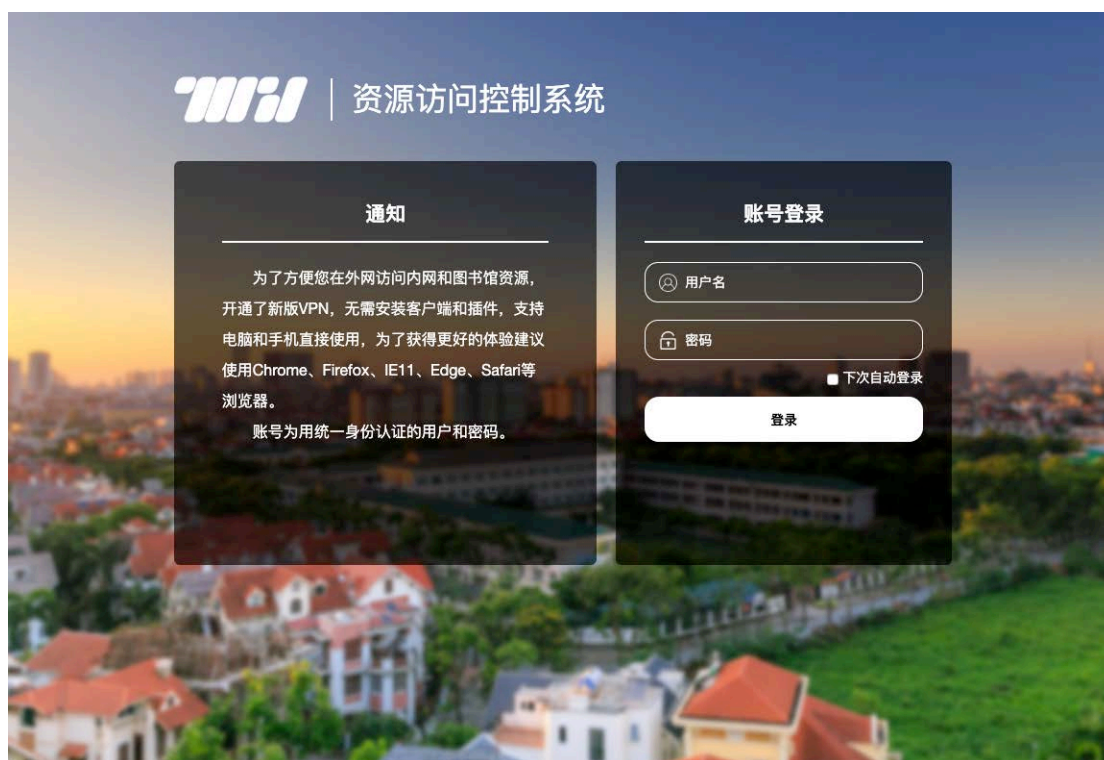 资源访问控制系统
通知
为了方便您在外网访问内网和图书馆资源，
开通了新版VPN，无需安装客户端和插件，支持
电脑和手机直接使用，为了获得更好的体验建议
使用Chrome、Firefox、IE11、Edge、Safari等
浏览器。
账号为用统一身份认证的用户和密码。
账号登录
用户名
密码
下次自动登录
登录